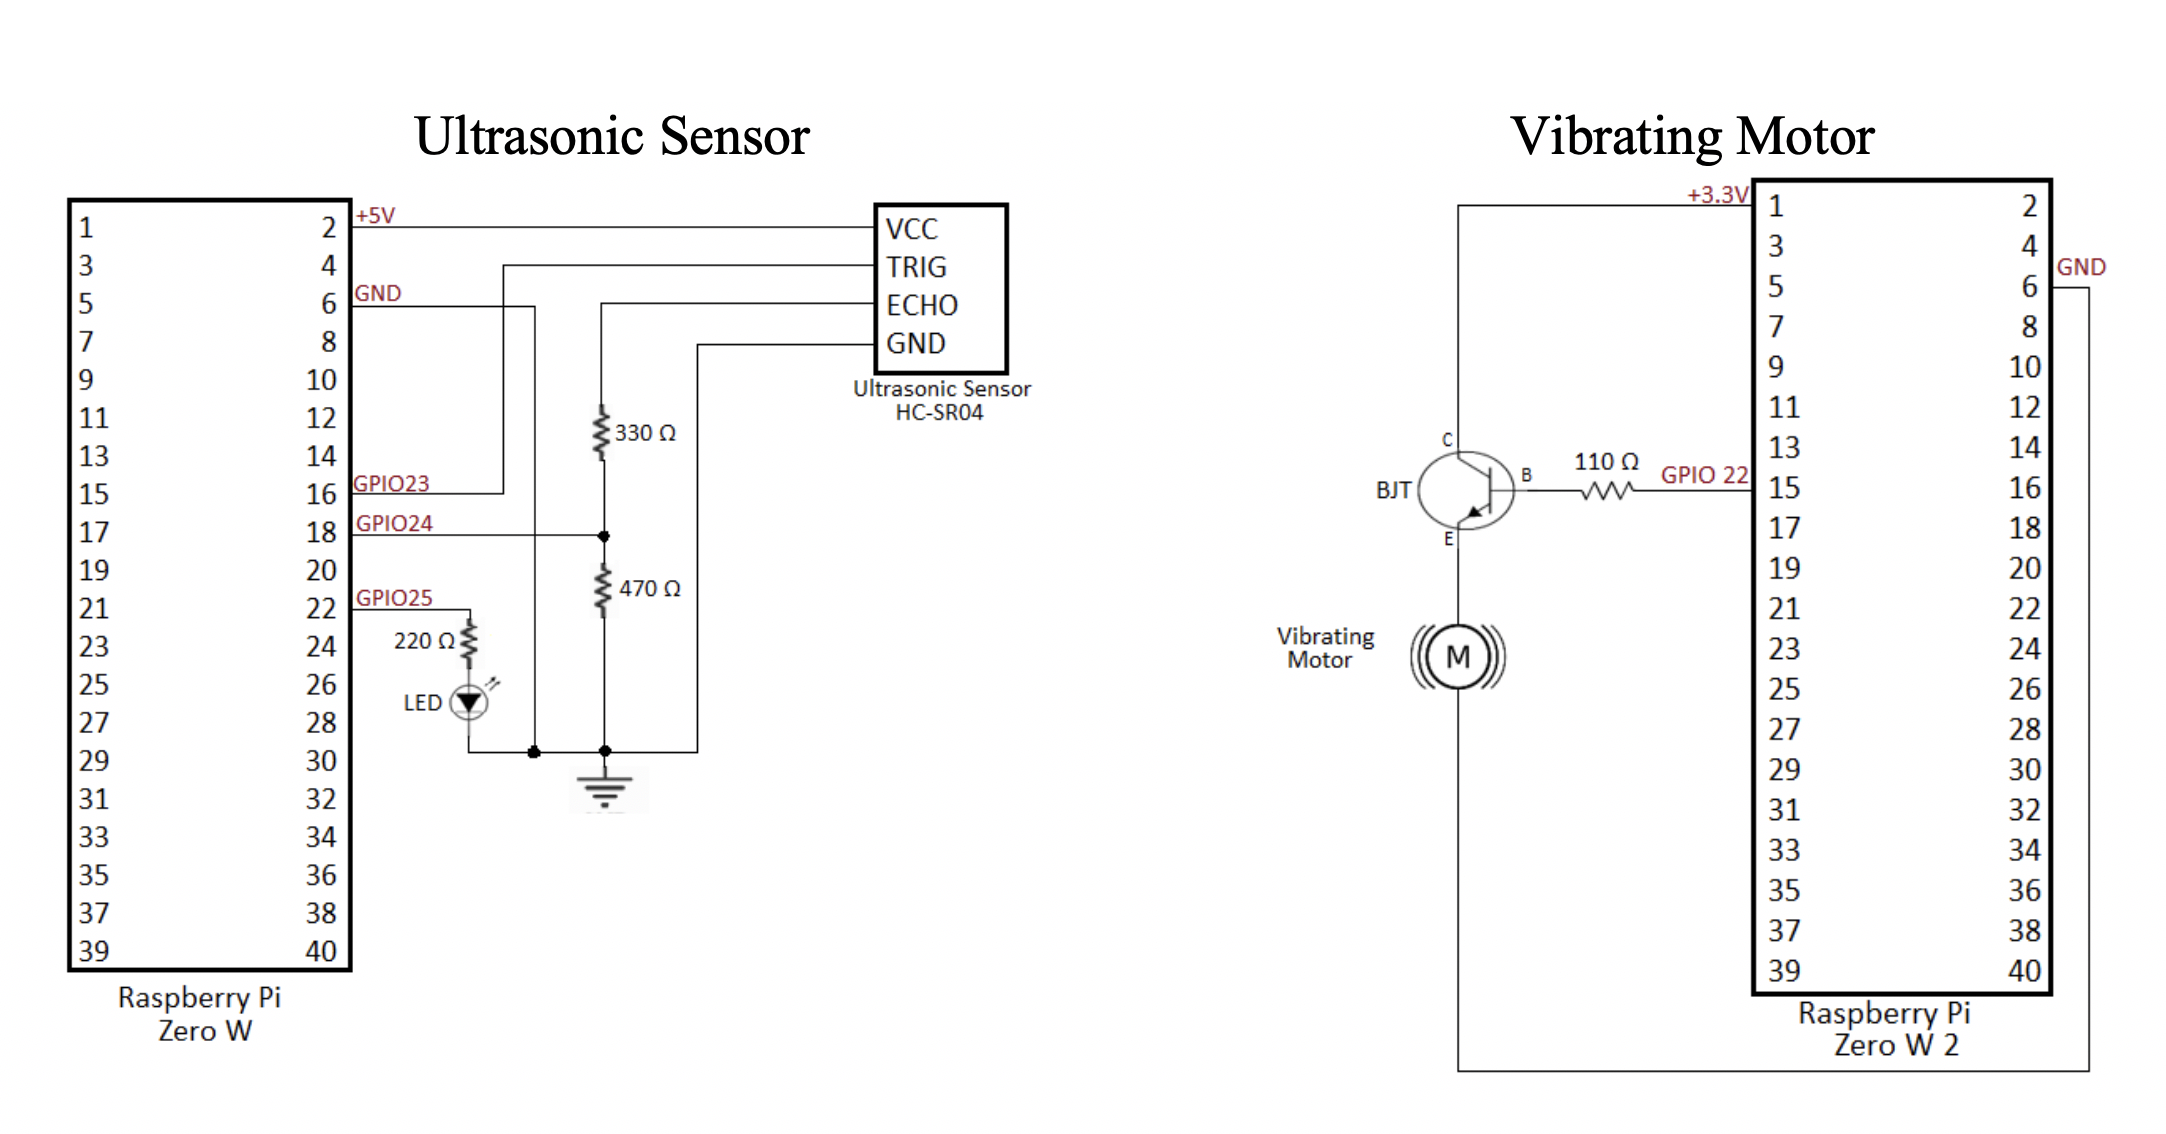 Ultrasonic Sensor
1 2 +5V VCC
3 4 TRIG
5 6 GND ECHO
7 8 GND
Ultrasonic Sensor
HC-SR04
9 10
11 12
330 Ω
13 14
15 16 GPIO23
17 18 GPIO24
19 20
470 Ω
21 22 GPIO25
23 24 220 Ω
25 26
LED
27 28
29 30
31 32
33 34
35 36
37 38
39 40
Raspberry Pi
Zero W
Vibrating Motor
+3.3V 1 2
3 4
GND
5 6
7 8
9 10
11 12
C
13 14
BJT B 110 Ω GPIO 22 15 16
17 18
E
19 20
21 22
Vibrating
Motor
M
23 24
25 26
27 28
29 30
31 32
33 34
35 36
37 38
39 40
Raspberry Pi
Zero W 2